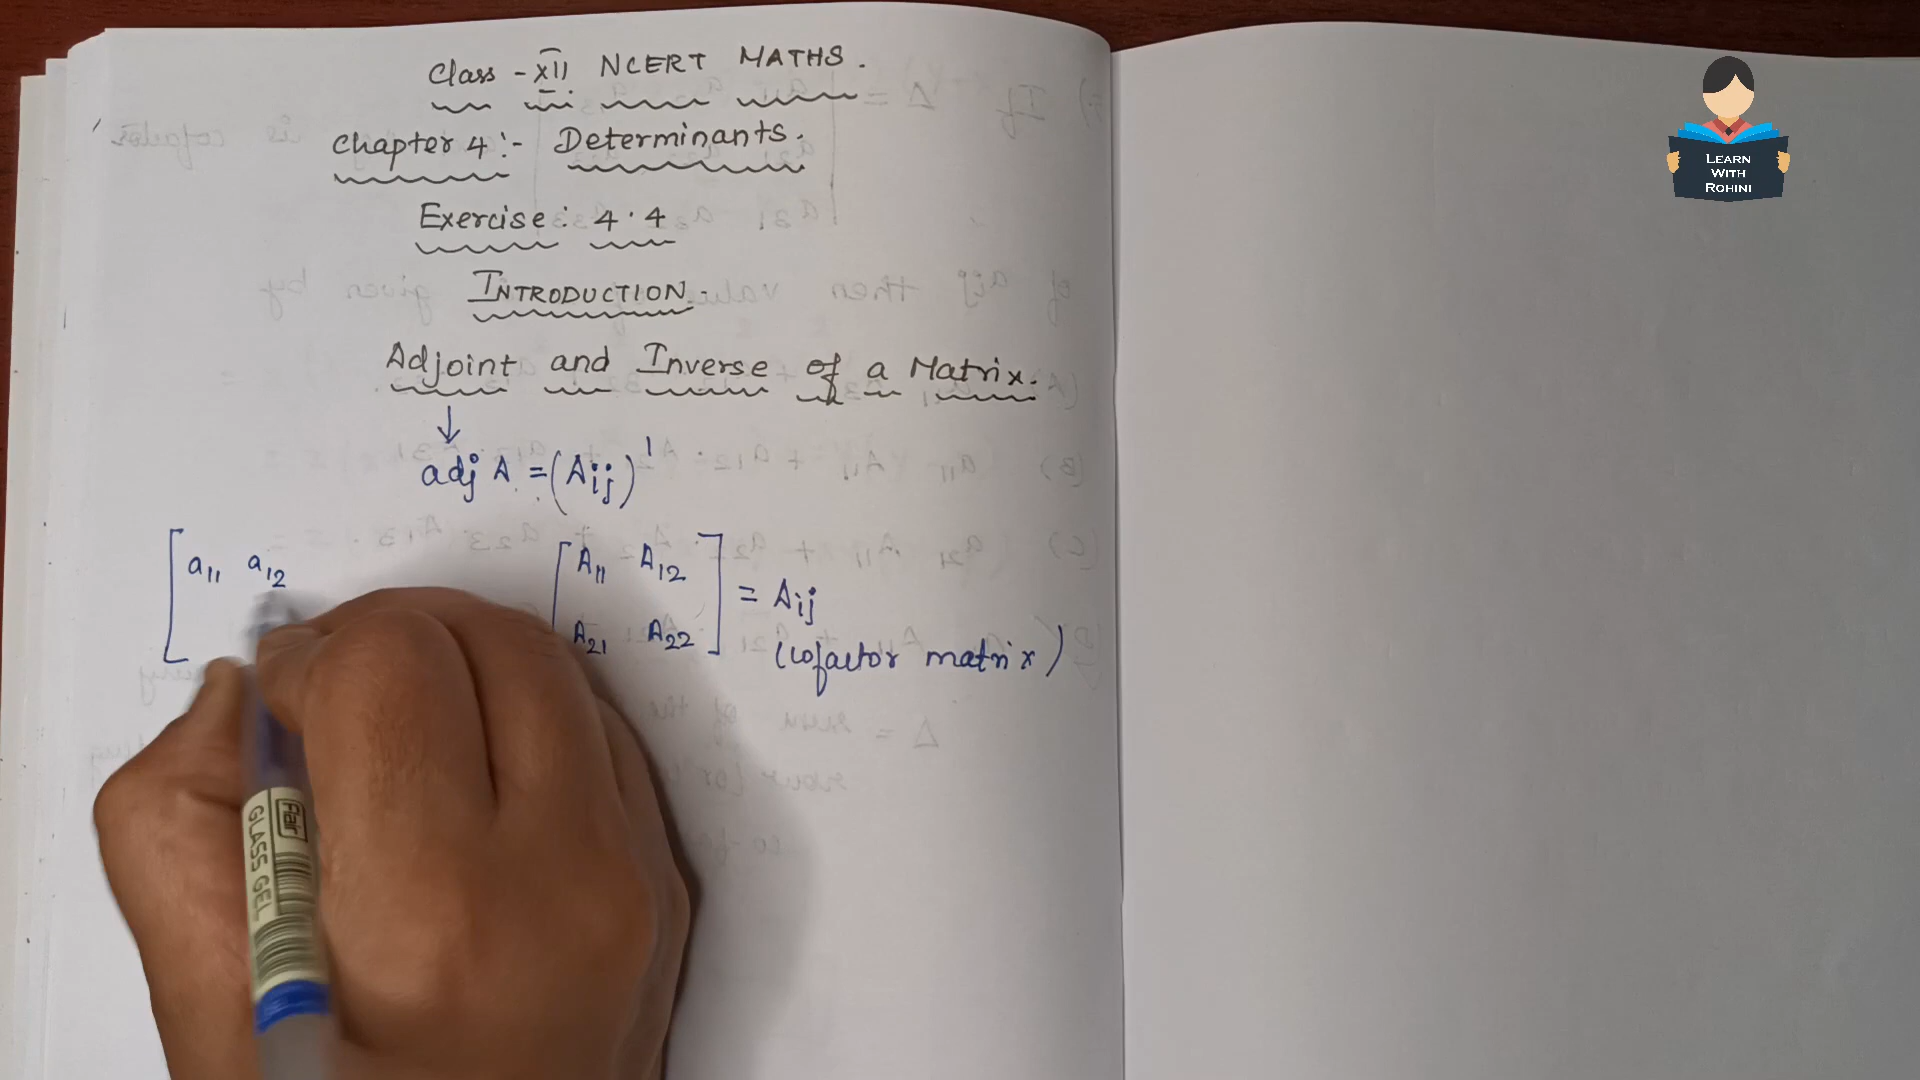 Class - XII NCERT MATHS.
Chapter 4:- Determinants.
Exercise: 4.4
INTRODUCTION.
Adjoint and Inverse of a Matrix.
↓
adj A = (Aij)'
[a11 a12
[A11 A12
A21 A22] = Aij
(cofactor matrix)
LEARN
WITH
ROHINI
Flair
GLASS GEL